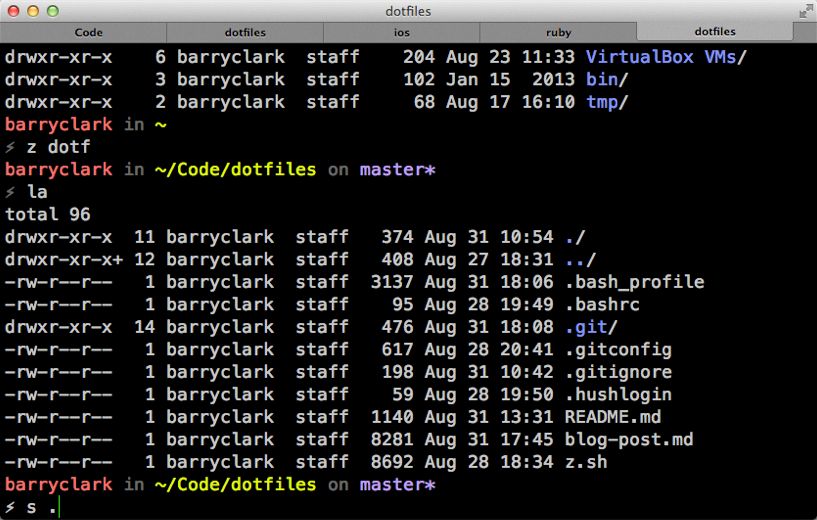 dotfiles
Code dotfiles ios ruby dotfiles
drwxr-xr-x    6 barryclark  staff    204 Aug 23 11:33 VirtualBox VMs/
drwxr-xr-x    3 barryclark  staff    102 Jan 15  2013 bin/
drwxr-xr-x    2 barryclark  staff     68 Aug 17 16:10 tmp/
barryclark in ~
⚡ z dotf
barryclark in ~/Code/dotfiles on master*
⚡ la
total 96
drwxr-xr-x  11 barryclark  staff   374 Aug 31 10:54 ./
drwxr-xr-x+ 12 barryclark  staff   408 Aug 27 18:31 ../
-rw-r--r--   1 barryclark  staff  3137 Aug 31 18:06 .bash_profile
-rw-r--r--   1 barryclark  staff    95 Aug 28 19:49 .bashrc
drwxr-xr-x  14 barryclark  staff   476 Aug 31 18:08 .git/
-rw-r--r--   1 barryclark  staff   617 Aug 28 20:41 .gitconfig
-rw-r--r--   1 barryclark  staff   198 Aug 31 10:42 .gitignore
-rw-r--r--   1 barryclark  staff    59 Aug 28 19:50 .hushlogin
-rw-r--r--   1 barryclark  staff  1140 Aug 31 13:31 README.md
-rw-r--r--   1 barryclark  staff  8281 Aug 31 17:45 blog-post.md
-rw-r--r--   1 barryclark  staff  8692 Aug 28 18:34 z.sh
barryclark in ~/Code/dotfiles on master*
⚡ s .